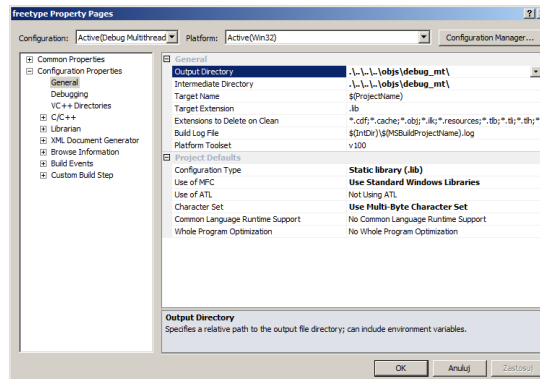 freetype Property Pages
Configuration: Active(Debug Multithread Platform: Active(Win32) Configuration Manager...
Common Properties
Configuration Properties
General
Debugging
VC++ Directories
C/C++
Librarian
XML Document Generator
Browse Information
Build Events
Custom Build Step
General
Output Directory .\..\..\..\objs\debug_mt\
Intermediate Directory .\..\..\..\objs\debug_mt\
Target Name $(ProjectName)
Target Extension .lib
Extensions to Delete on Clean *.cdf;*.cache;*.obj;*.ilk;*.resources;*.tlb;*.tli;*.tlh;*
Build Log File $(IntDir)\$(MSBuildProjectName).log
Platform Toolset v100
Project Defaults
Configuration Type Static library (.lib)
Use of MFC Use Standard Windows Libraries
Use of ATL Not Using ATL
Character Set Use Multi-Byte Character Set
Common Language Runtime Support No Common Language Runtime Support
Whole Program Optimization No Whole Program Optimization
Output Directory
Specifies a relative path to the output file directory; can include environment variables.
OK Anuluj Zastosuj